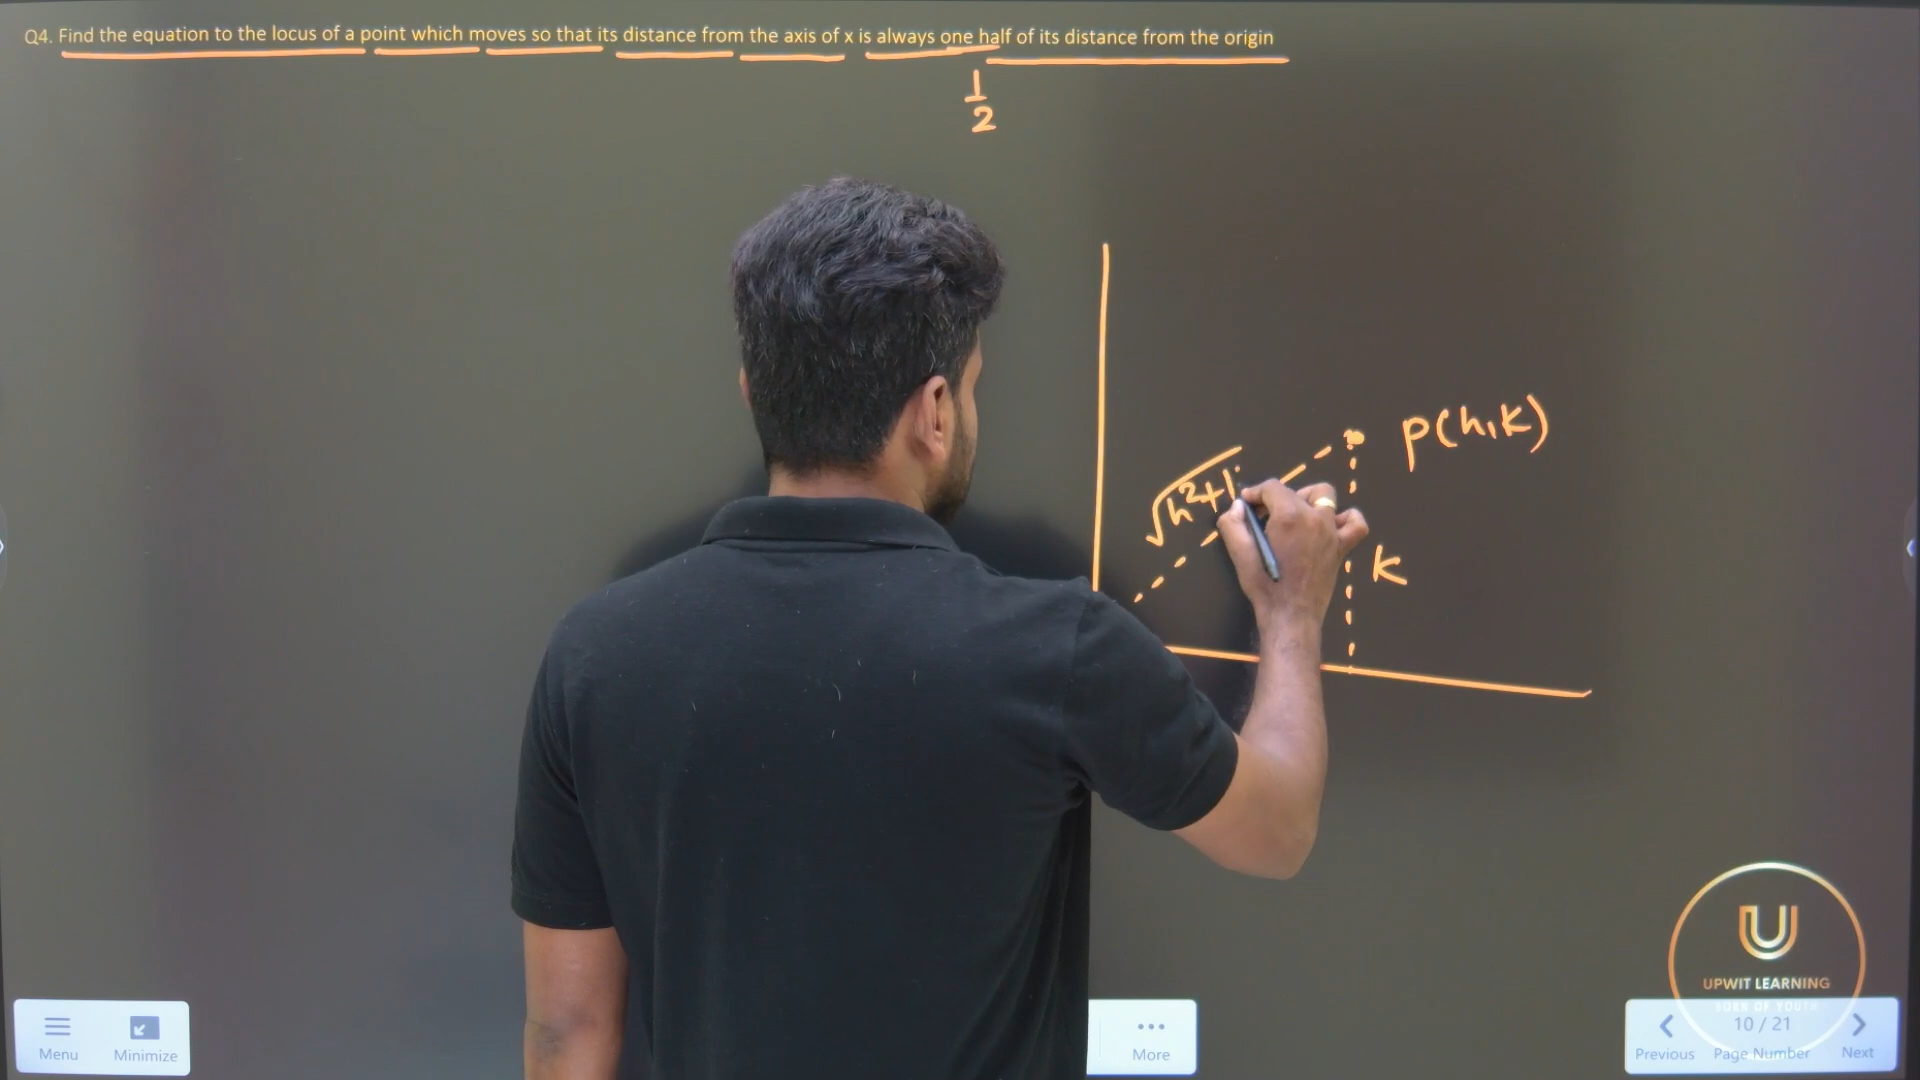 Q4. Find the equation to the locus of a point which moves so that its distance from the axis of x is always one half of its distance from the origin
1
2
P(h,k)
√h²+
k
U
UPWIT LEARNING
Menu
Minimize
More
10 / 21
Previous
Page Number
Next